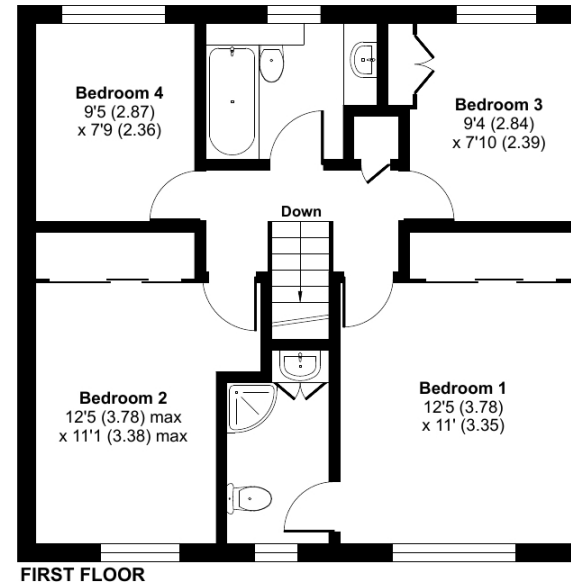 Bedroom 4
9'5 (2.87)
x 7'9 (2.36)
Bedroom 3
9'4 (2.84)
x 7'10 (2.39)
Down
Bedroom 2
12'5 (3.78) max
x 11'1 (3.38) max
Bedroom 1
12'5 (3.78)
x 11' (3.35)
FIRST FLOOR